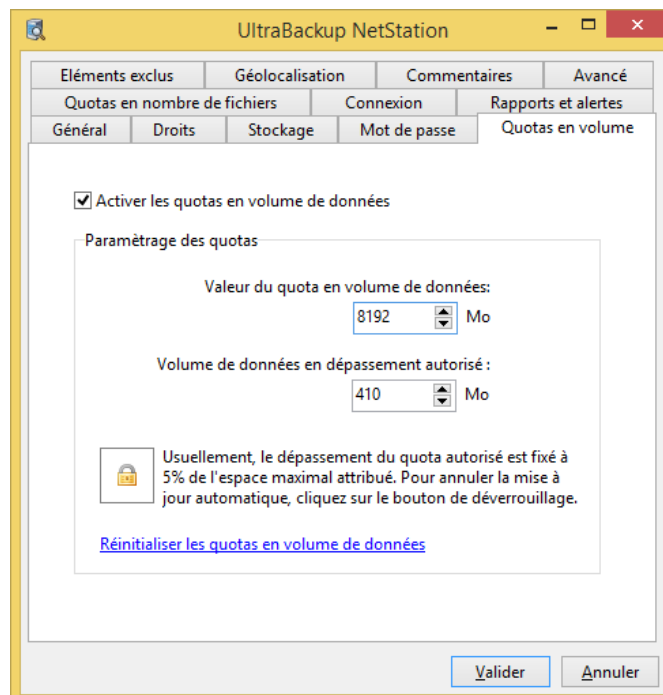 UltraBackup NetStation
Eléments exclus Géolocalisation Commentaires Avancé
Quotas en nombre de fichiers Connexion Rapports et alertes
Général Droits Stockage Mot de passe Quotas en volume
Activer les quotas en volume de données
Paramètrage des quotas
Valeur du quota en volume de données:
8192 Mo
Volume de données en dépassement autorisé :
410 Mo
Usuellement, le dépassement du quota autorisé est fixé à
5% de l'espace maximal attribué. Pour annuler la mise à
jour automatique, cliquez sur le bouton de déverrouillage.
Réinitialiser les quotas en volume de données
Valider Annuler